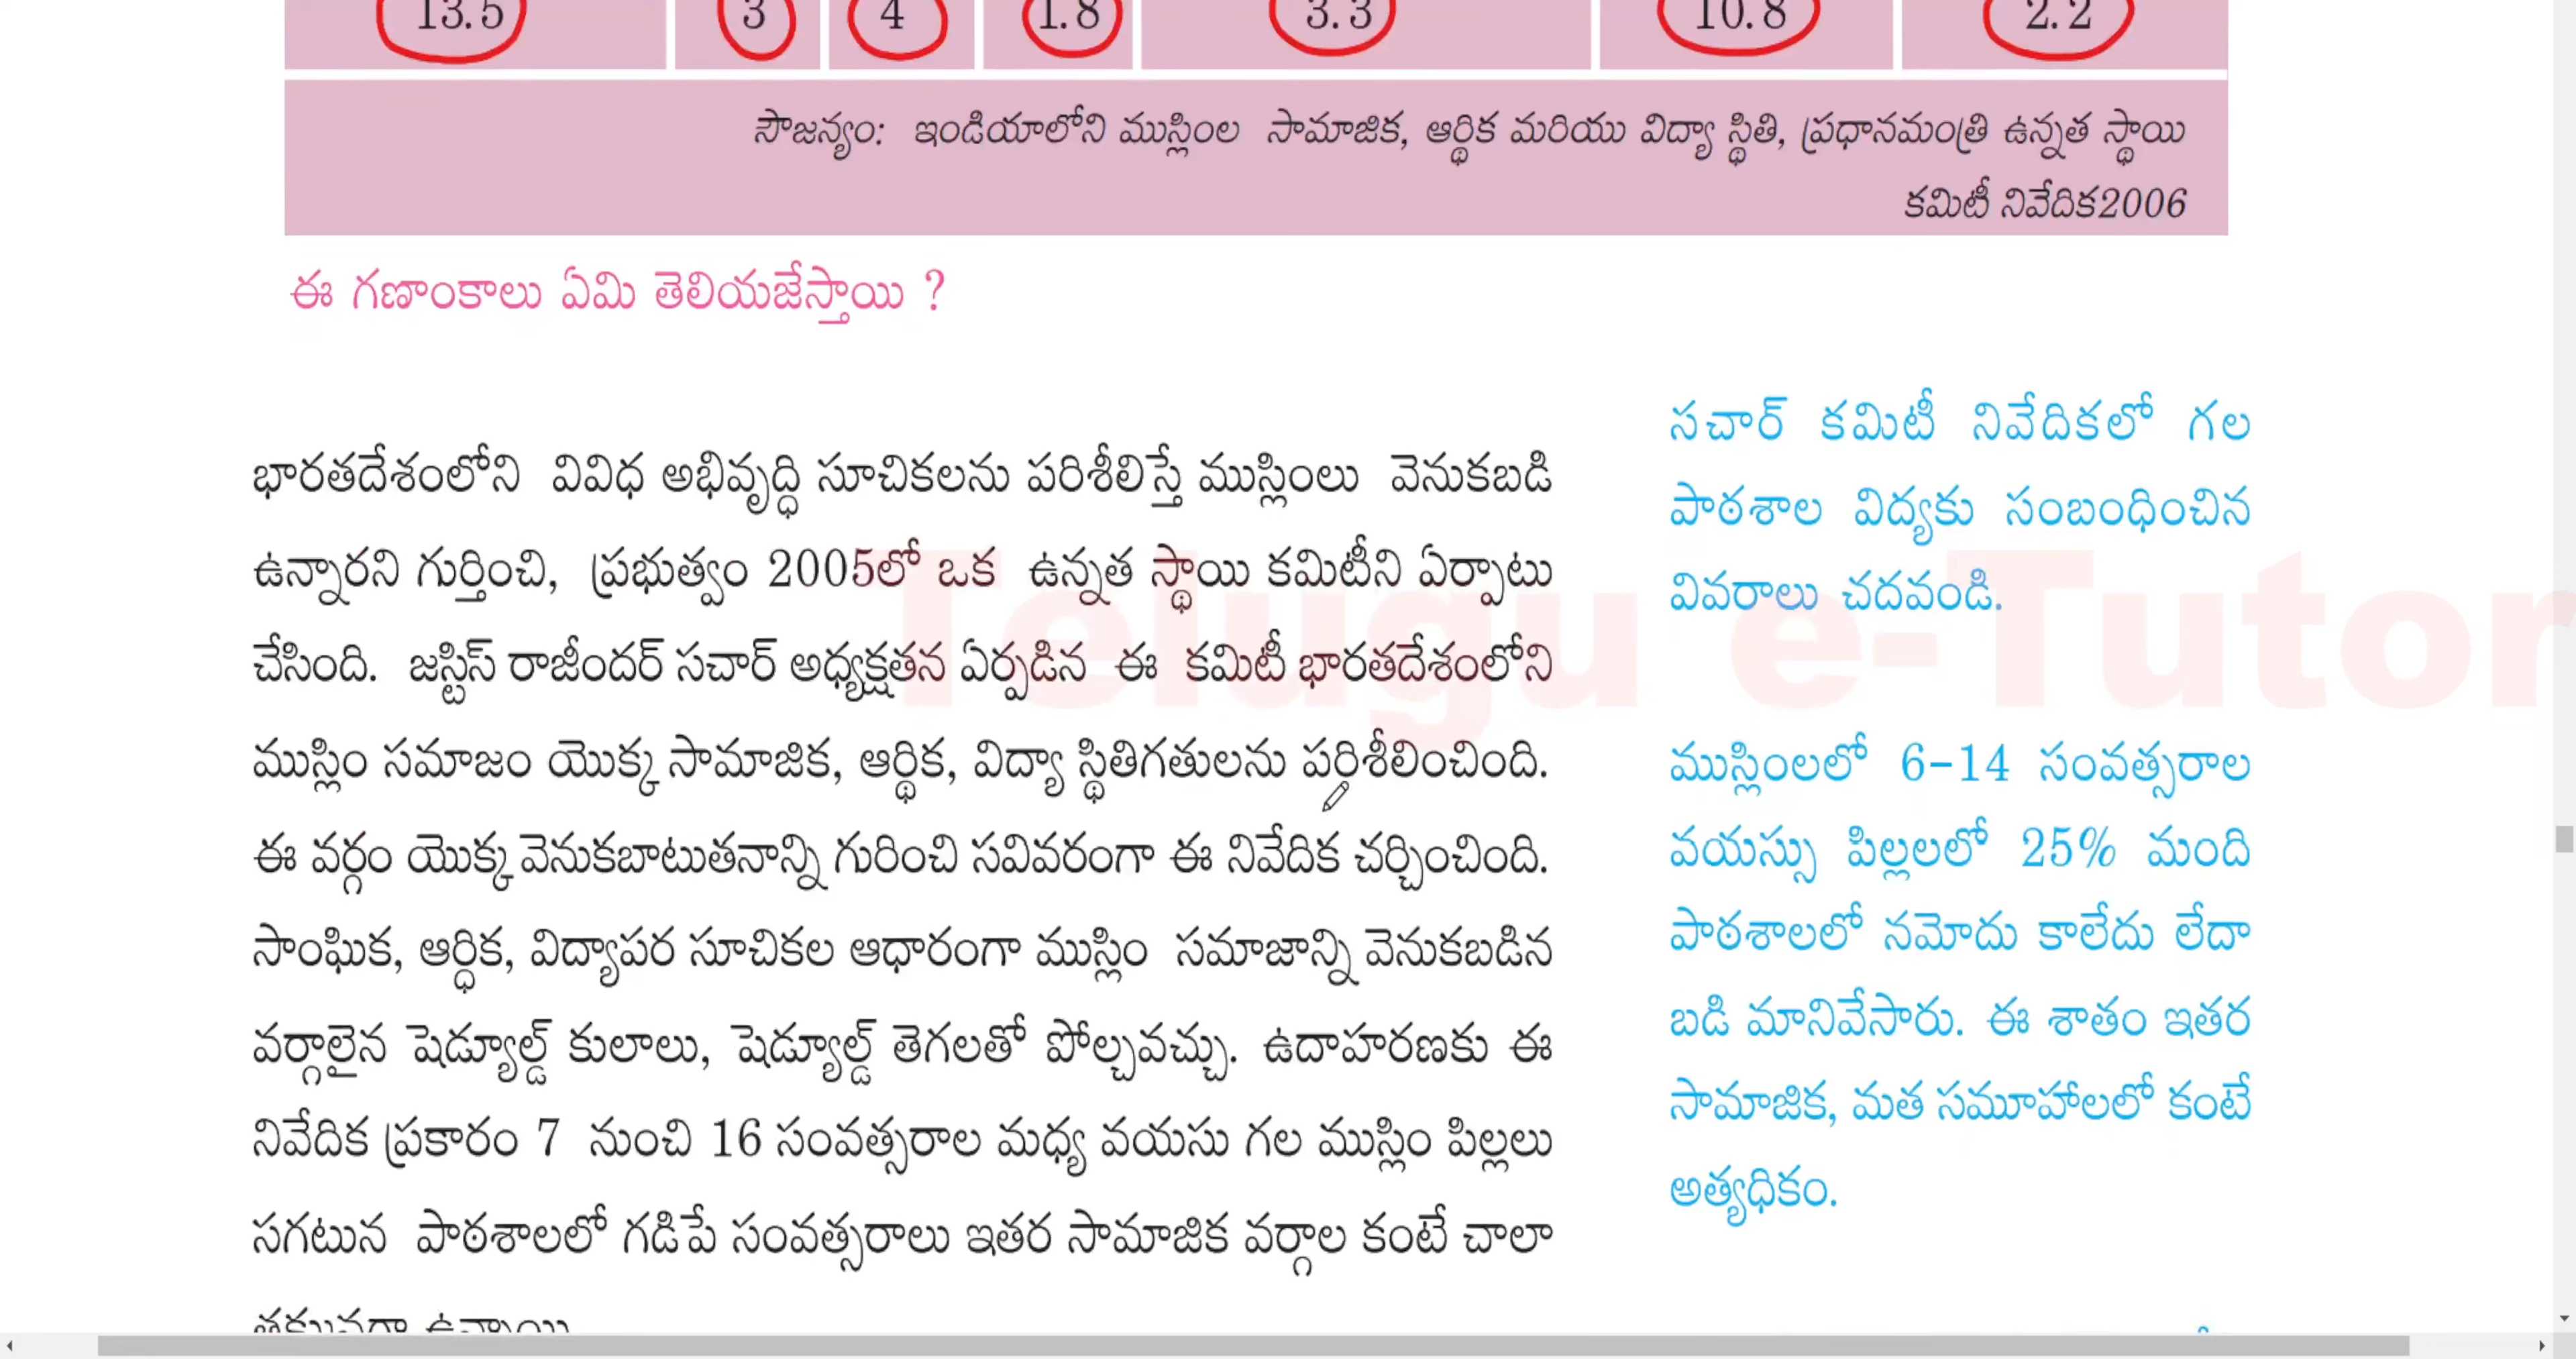 13.5 3 4 1.8 3.3 10.8 2.2
సౌజన్యం: ఇండియాలోని ముస్లింల సామాజిక, ఆర్థిక మరియు విద్యా స్థితి, ప్రధానమంత్రి ఉన్నత స్థాయి
కమిటీ నివేదిక2006
ఈ గణాంకాలు ఏమి తెలియజేస్తాయి ?
భారతదేశంలోని వివిధ అభివృద్ధి సూచికలను పరిశీలిస్తే ముస్లింలు వెనుకబడి
ఉన్నారని గుర్తించి, ప్రభుత్వం 2005లో ఒక ఉన్నత స్థాయి కమిటీని ఏర్పాటు
చేసింది. జస్టిస్ రాజీందర్ సచార్ అధ్యక్షతన ఏర్పడిన ఈ కమిటీ భారతదేశంలోని
ముస్లిం సమాజం యొక్క సామాజిక, ఆర్థిక, విద్యా స్థితిగతులను పరిశీలించింది.
ఈ వర్గం యొక్క వెనుకబాటుతనాన్ని గురించి సవివరంగా ఈ నివేదిక చర్చించింది.
సాంఘిక, ఆర్ధిక, విద్యాపర సూచికల ఆధారంగా ముస్లిం సమాజాన్ని వెనుకబడిన
వర్గాలైన షెడ్యూల్డ్ కులాలు, షెడ్యూల్డ్ తెగలతో పోల్చవచ్చు. ఉదాహరణకు ఈ
నివేదిక ప్రకారం 7 నుంచి 16 సంవత్సరాల మధ్య వయసు గల ముస్లిం పిల్లలు
సగటున పాఠశాలలో గడిపే సంవత్సరాలు ఇతర సామాజిక వర్గాల కంటే చాలా
తక్కువగా ఉన్నాయి
సచార్ కమిటీ నివేదికలో గల
పాఠశాల విద్యకు సంబంధించిన
వివరాలు చదవండి.
ముస్లింలలో 6-14 సంవత్సరాల
వయస్సు పిల్లలలో 25% మంది
పాఠశాలలో నమోదు కాలేదు లేదా
బడి మానివేసారు. ఈ శాతం ఇతర
సామాజిక, మత సమూహాలలో కంటే
అత్యధికం.
Telugu e-Tutor